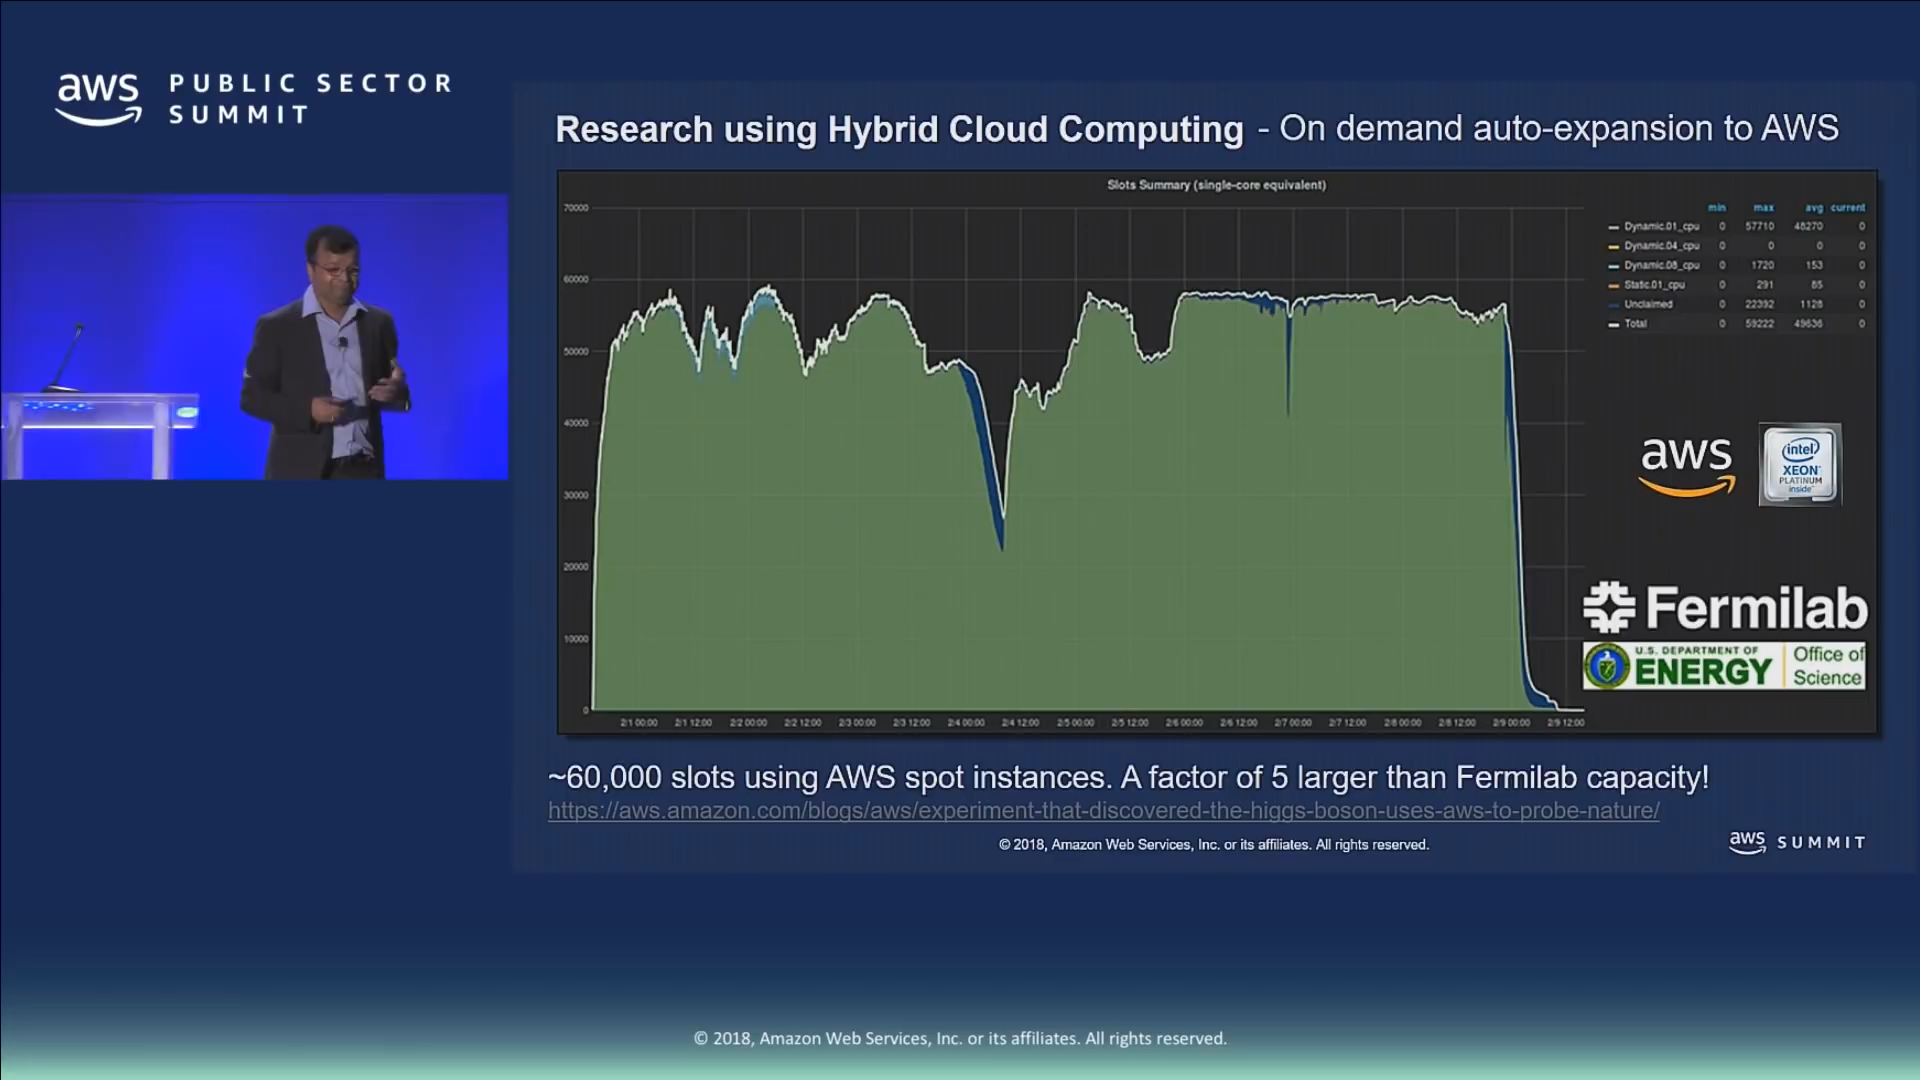 aws PUBLIC SECTOR
SUMMIT
Research using Hybrid Cloud Computing - On demand auto-expansion to AWS
Slots Summary (single-core equivalent)
min max avg current
Dynamic.01_cpu 0 57710 48270 0
Dynamic.04_cpu 0 0 0 0
Dynamic.08_cpu 0 1720 153 0
Static.01_cpu 0 291 85 0
Unclaimed 0 22392 1128 0
Total 0 59222 49636 0
70000
60000
50000
40000
30000
20000
10000
0
2/1 00:00 2/1 12:00 2/2 00:00 2/2 12:00 2/3 00:00 2/3 12:00 2/4 00:00 2/4 12:00 2/5 00:00 2/5 12:00 2/6 00:00 2/6 12:00 2/7 00:00 2/7 12:00 2/8 00:00 2/8 12:00 2/9 00:00 2/9 12:00
aws
intel
XEON
PLATINUM
inside
Fermilab
U.S. DEPARTMENT OF
ENERGY
Office of
Science
~60,000 slots using AWS spot instances. A factor of 5 larger than Fermilab capacity!
https://aws.amazon.com/blogs/aws/experiment-that-discovered-the-higgs-boson-uses-aws-to-probe-nature/
© 2018, Amazon Web Services, Inc. or its affiliates. All rights reserved.
aws SUMMIT
© 2018, Amazon Web Services, Inc. or its affiliates. All rights reserved.